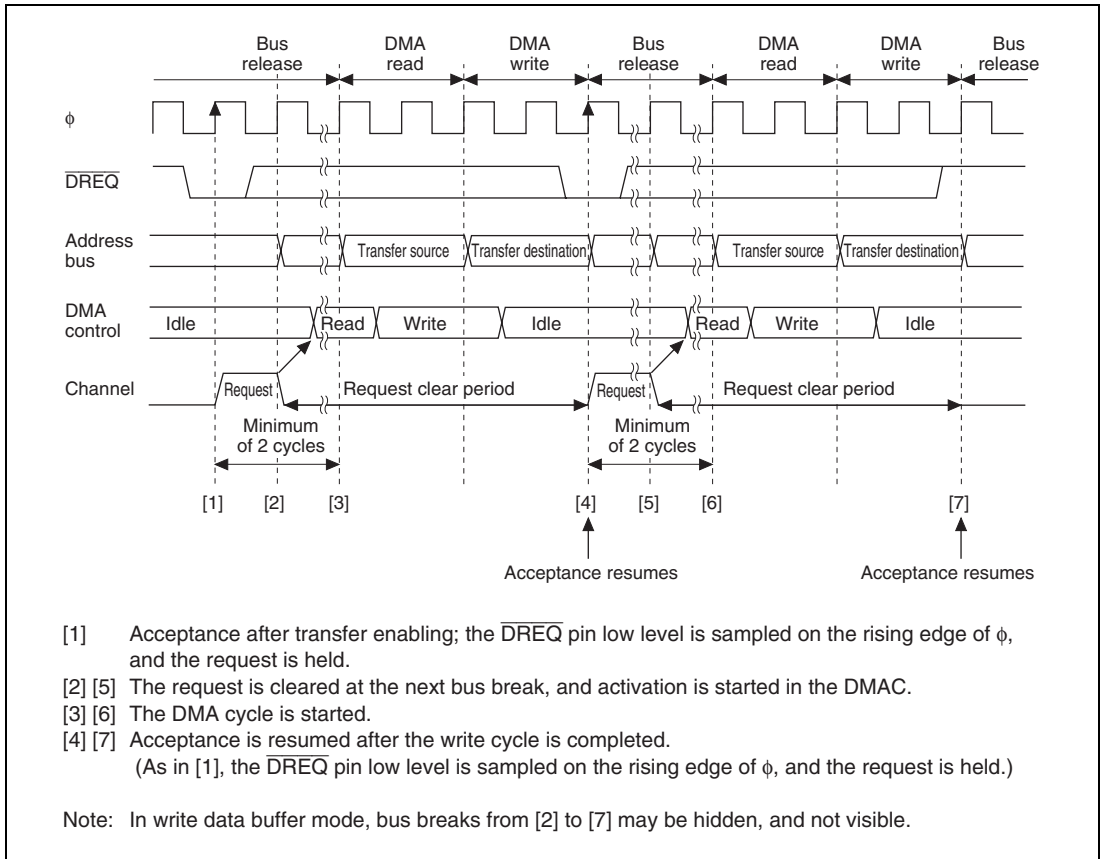 Bus release DMA read DMA write Bus release DMA read DMA write Bus release
ϕ
DREQ
Address bus
Transfer source Transfer destination Transfer source Transfer destination
DMA control
Idle Read Write Idle Read Write Idle
Channel
Request Request clear period Request Request clear period
Minimum of 2 cycles Minimum of 2 cycles
[1] [2] [3] [4] [5] [6] [7]
Acceptance resumes Acceptance resumes
[1] Acceptance after transfer enabling; the DREQ pin low level is sampled on the rising edge of ϕ,
and the request is held.
[2] [5] The request is cleared at the next bus break, and activation is started in the DMAC.
[3] [6] The DMA cycle is started.
[4] [7] Acceptance is resumed after the write cycle is completed.
(As in [1], the DREQ pin low level is sampled on the rising edge of ϕ, and the request is held.)
Note: In write data buffer mode, bus breaks from [2] to [7] may be hidden, and not visible.